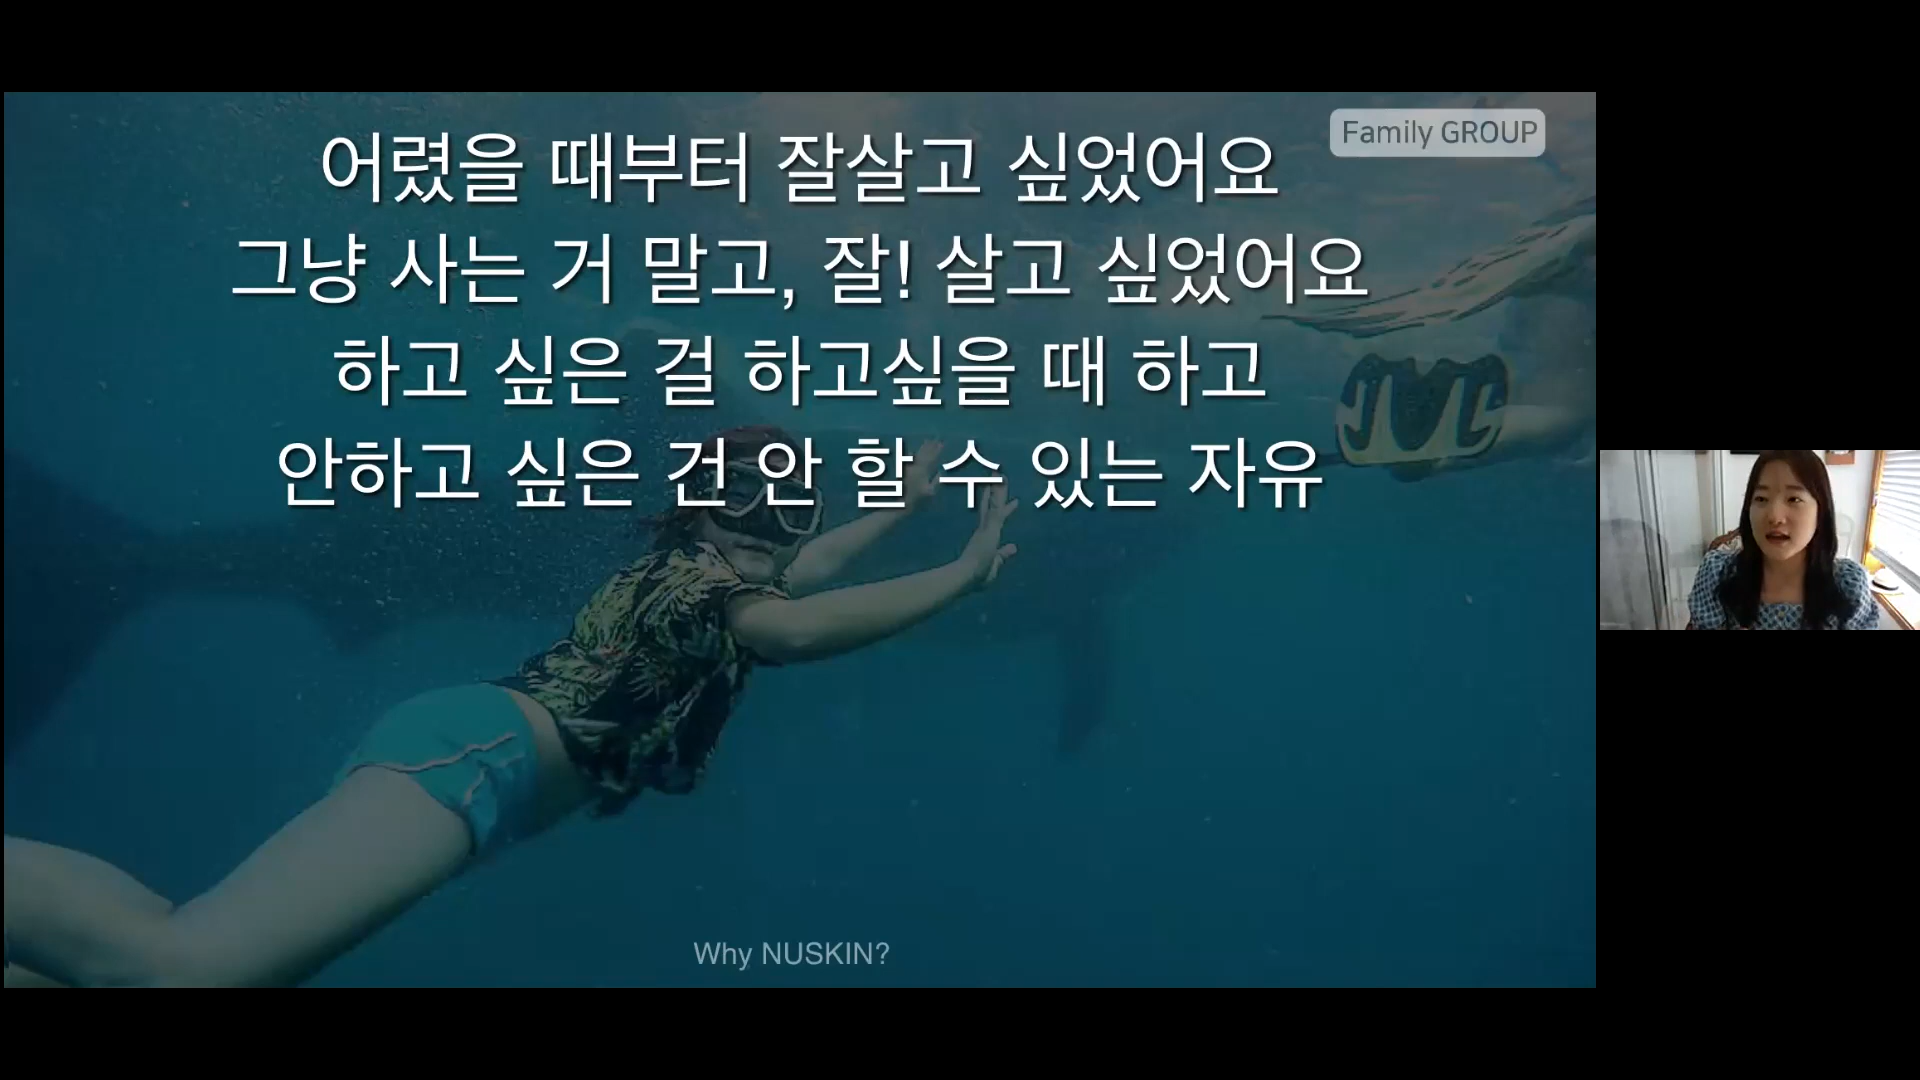 Family GROUP
어렸을 때부터 잘살고 싶었어요
그냥 사는 거 말고, 잘! 살고 싶었어요
하고 싶은 걸 하고싶을 때 하고
안하고 싶은 건 안 할 수 있는 자유
Why NUSKIN?